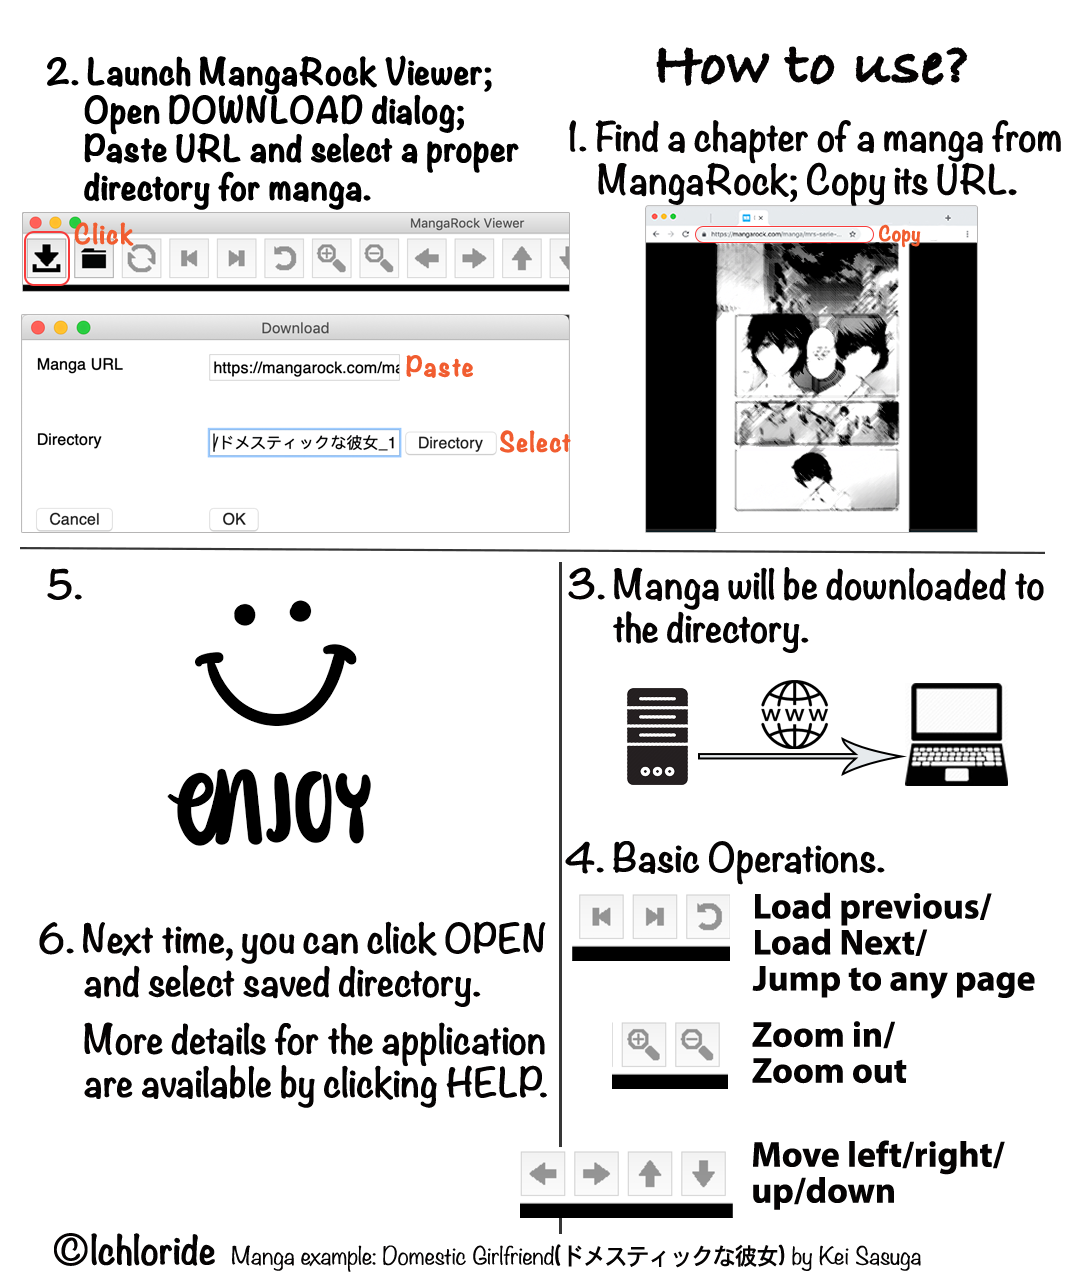 How to use?
1. Find a chapter of a manga from
MangaRock; Copy its URL.
https://mangarock.com/manga/mrs-serie-...
Copy
2. Launch MangaRock Viewer;
Open DOWNLOAD dialog;
Paste URL and select a proper
directory for manga.
MangaRock Viewer
Click
Download
Manga URL
https://mangarock.com/ma
Paste
Directory
/ドメスティックな彼女_1
Directory
Select
Cancel
OK
3. Manga will be downloaded to
the directory.
WWW
4. Basic Operations.
Load previous/
Load Next/
Jump to any page
Zoom in/
Zoom out
Move left/right/
up/down
5.
enjoy
6. Next time, you can click OPEN
and select saved directory.
More details for the application
are available by clicking HELP.
©lchloride Manga example: Domestic Girlfriend(ドメスティックな彼女) by Kei Sasuga